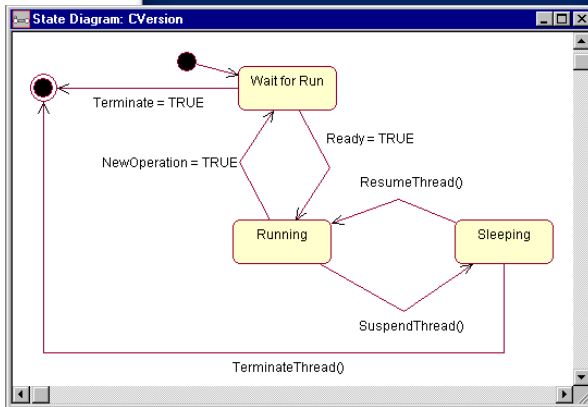 State Diagram: CVersion
Wait for Run
Terminate = TRUE
Ready = TRUE
NewOperation = TRUE
ResumeThread()
Running
Sleeping
SuspendThread()
TerminateThread()